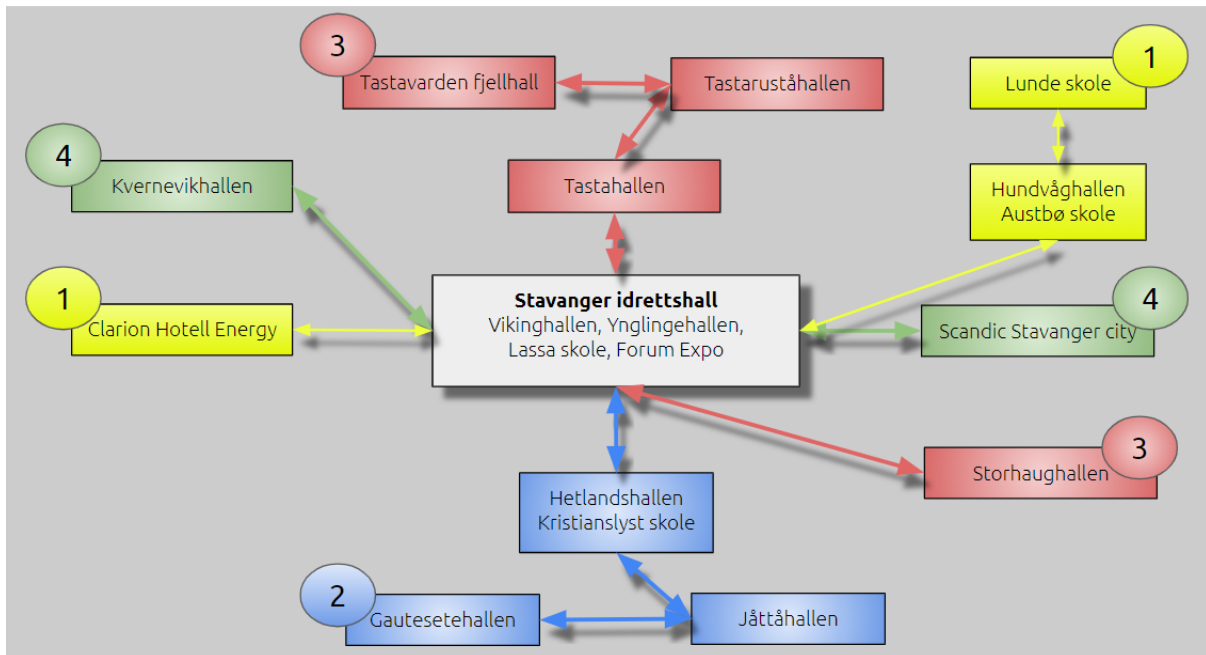 3
Tastavarden fjellhall
Tastaruståhallen
1
Lunde skole
4
Kvernevikhallen
Tastahallen
Hundvåghallen
Austbø skole
1
Clarion Hotell Energy
Stavanger idrettshall
Vikinghallen, Ynglingehallen,
Lassa skole, Forum Expo
4
Scandic Stavanger city
3
Storhaughallen
Hetlandshallen
Kristianslyst skole
2
Gautesetehallen
Jåttåhallen